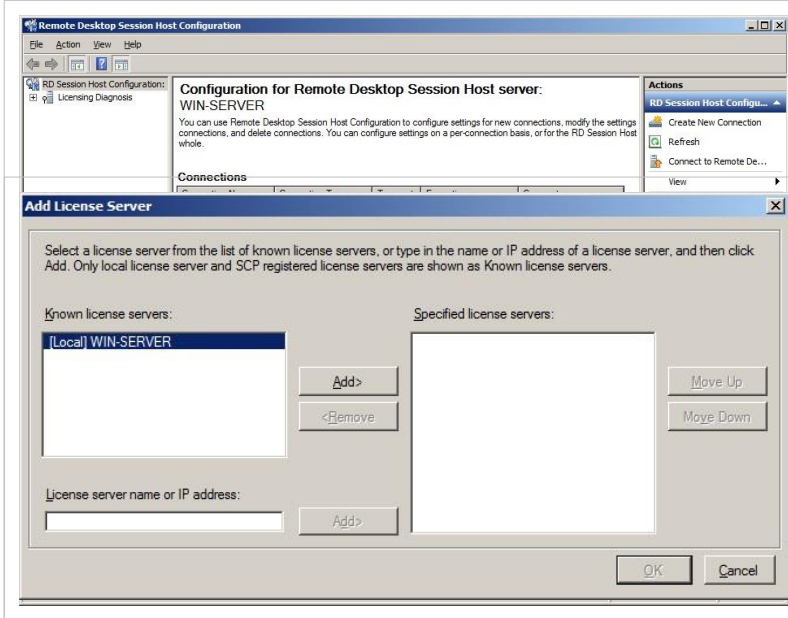 Remote Desktop Session Host Configuration
File Action View Help
RD Session Host Configuration:
Licensing Diagnosis
Configuration for Remote Desktop Session Host server:
WIN-SERVER
You can use Remote Desktop Session Host Configuration to configure settings for new connections, modify the settings
connections, and delete connections. You can configure settings on a per-connection basis, or for the RD Session Host
whole.
Connections
Actions
RD Session Host Configu...
Create New Connection
Refresh
Connect to Remote De...
View
Add License Server
Select a license server from the list of known license servers, or type in the name or IP address of a license server, and then click
Add. Only local license server and SCP registered license servers are shown as Known license servers.
Known license servers:
[Local] WIN-SERVER
Add>
<Remove
Specified license servers:
Move Up
Move Down
License server name or IP address:
Add>
OK
Cancel